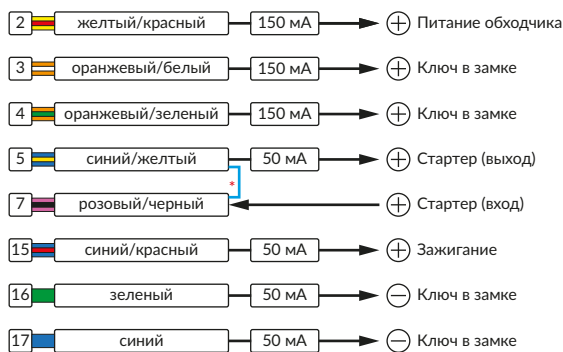 2 желтый/красный 150 мА + Питание обходчика
3 оранжевый/белый 150 мА + Ключ в замке
4 оранжевый/зеленый 150 мА + Ключ в замке
5 синий/желтый 50 мА + Стартер (выход)
*
7 розовый/черный + Стартер (вход)
15 синий/красный 50 мА + Зажигание
16 зеленый 50 мА − Ключ в замке
17 синий 50 мА − Ключ в замке